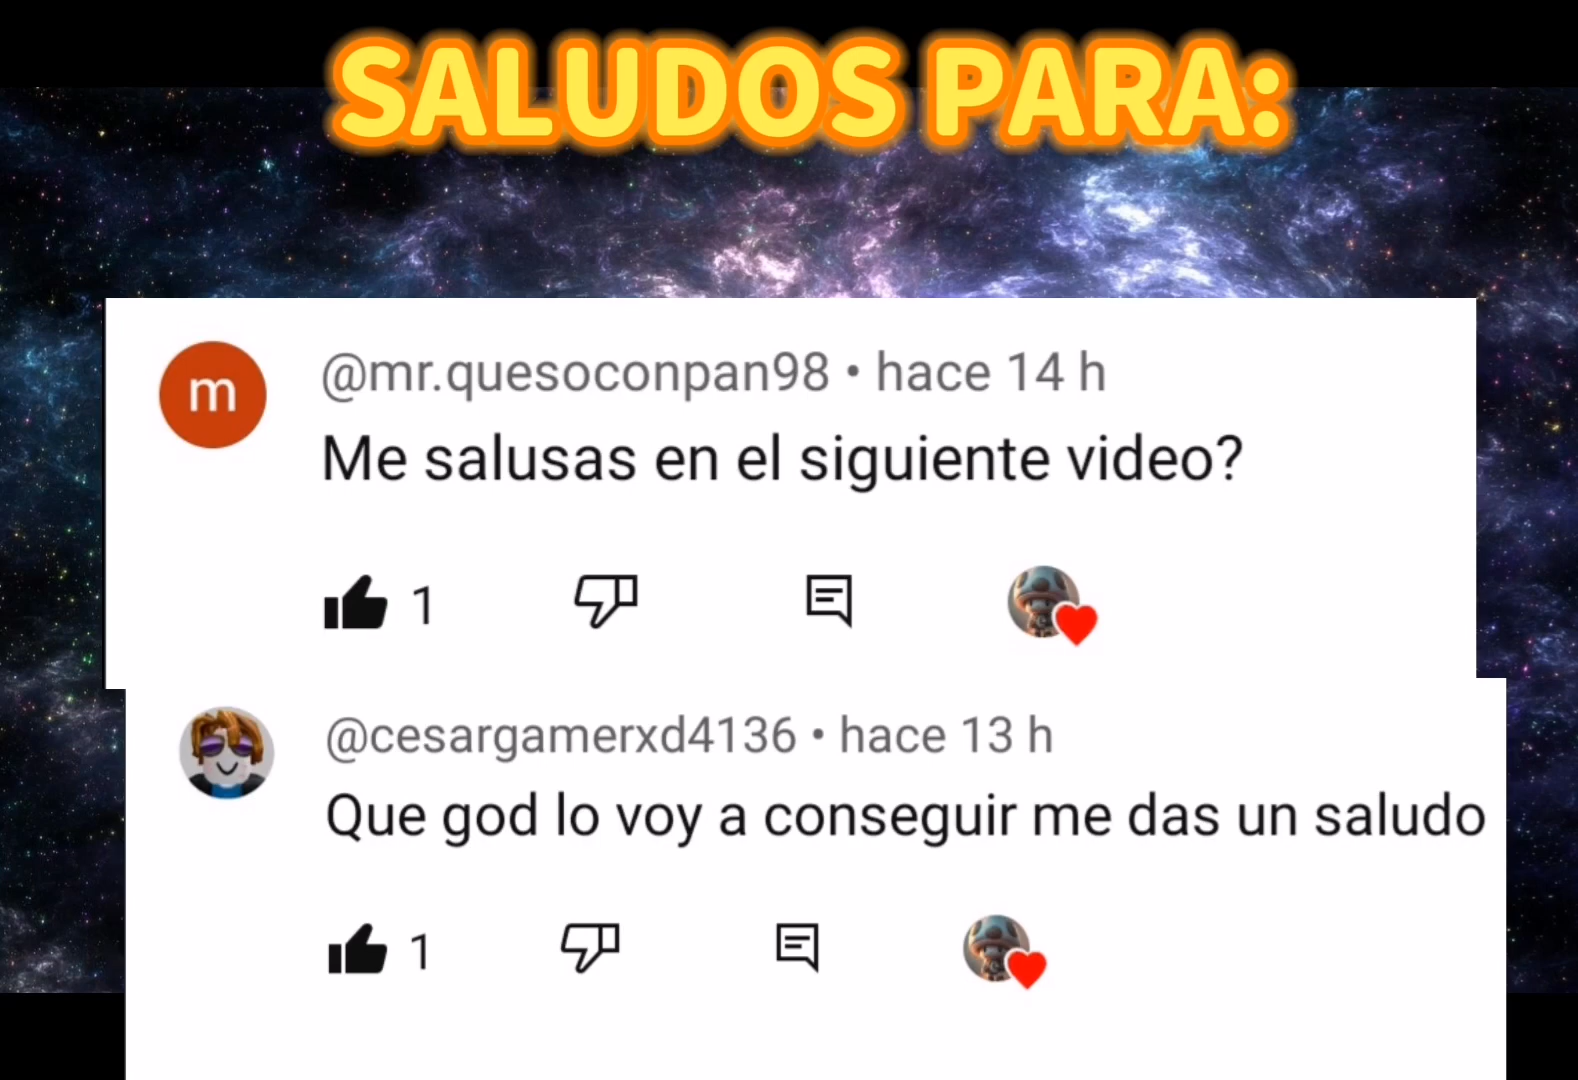 SALUDOS PARA:
m
@mr.quesoconpan98 • hace 14 h
Me salusas en el siguiente video?
1
@cesargamerxd4136 • hace 13 h
Que god lo voy a conseguir me das un saludo
1